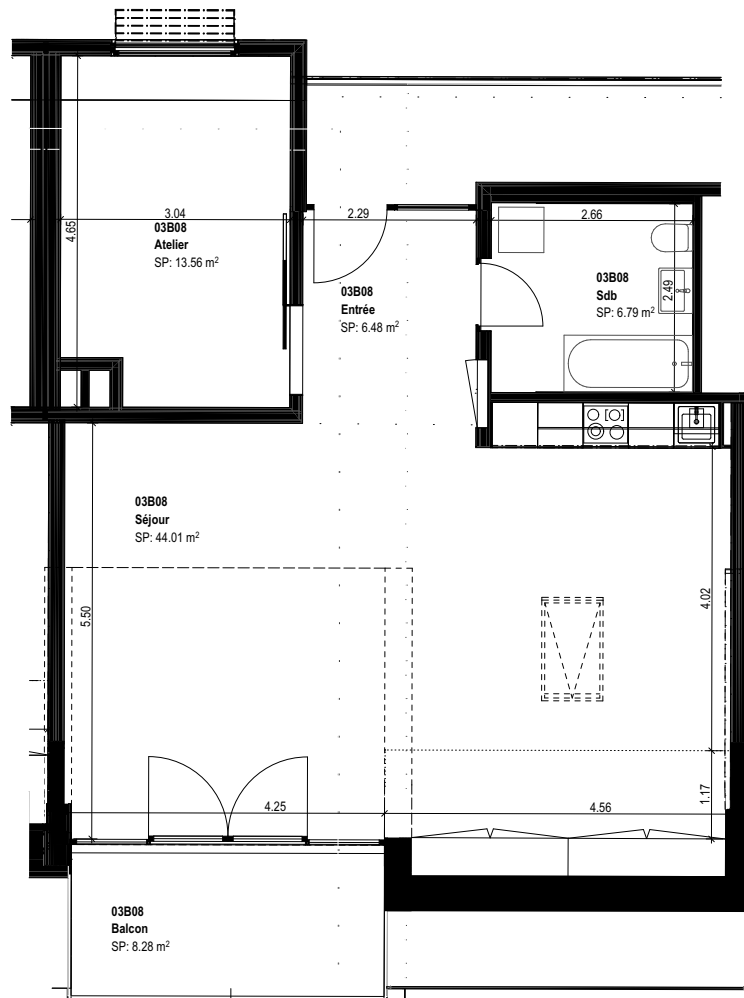 3.04
4.65
03B08
Atelier
SP: 13.56 m²
2.29
03B08
Entrée
SP: 6.48 m²
2.66
2.49
03B08
Sdb
SP: 6.79 m²
03B08
Séjour
SP: 44.01 m²
5.50
4.02
1.17
4.25
4.56
03B08
Balcon
SP: 8.28 m²